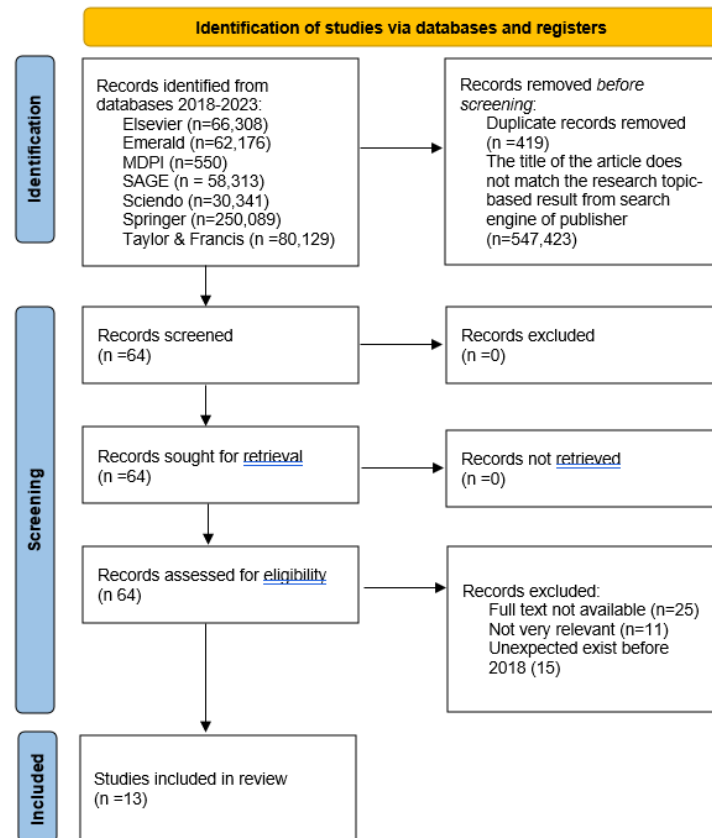 Identification of studies via databases and registers
Identification
Records identified from
databases 2018-2023:
Elsevier (n=66,308)
Emerald (n=62,176)
MDPI (n=550)
SAGE (n = 58,313)
Sciendo (n=30,341)
Springer (n=250,089)
Taylor & Francis (n =80,129)
Records removed before
screening:
Duplicate records removed
(n =419)
The title of the article does
not match the research topic-
based result from search
engine of publisher
(n=547,423)
Screening
Records screened
(n =64)
Records excluded
(n =0)
Records sought for retrieval
(n =64)
Records not retrieved
(n =0)
Records assessed for eligibility
(n 64)
Records excluded:
Full text not available (n=25)
Not very relevant (n=11)
Unexpected exist before
2018 (15)
Included
Studies included in review
(n =13)